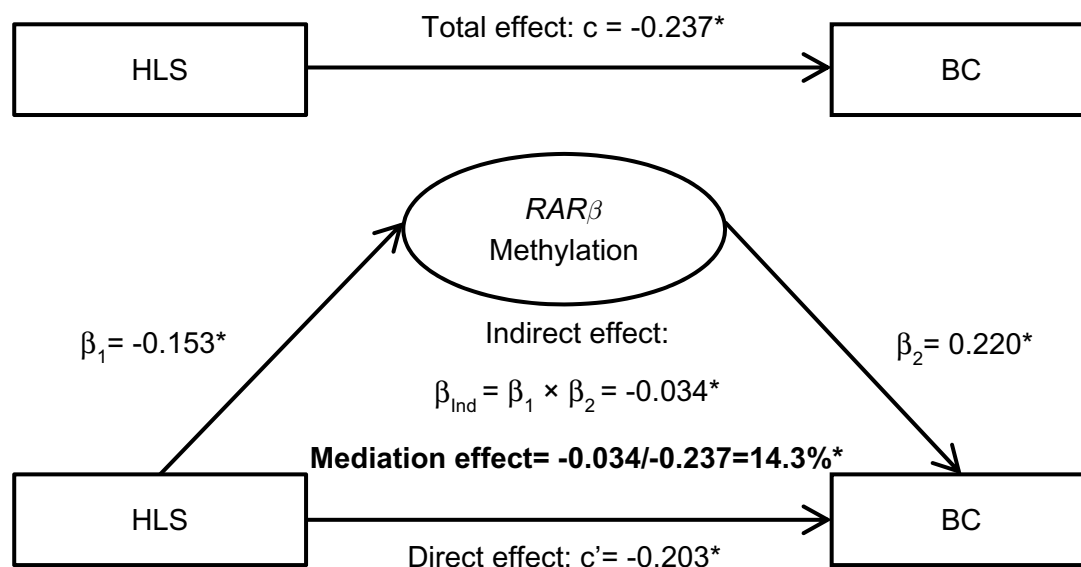 Total effect: c = -0.237*
HLS
BC
RARβ
Methylation
β₁= -0.153*
Indirect effect:
β₂= 0.220*
β_Ind = β₁ × β₂ = -0.034*
Mediation effect= -0.034/-0.237=14.3%*
HLS
BC
Direct effect: c’= -0.203*